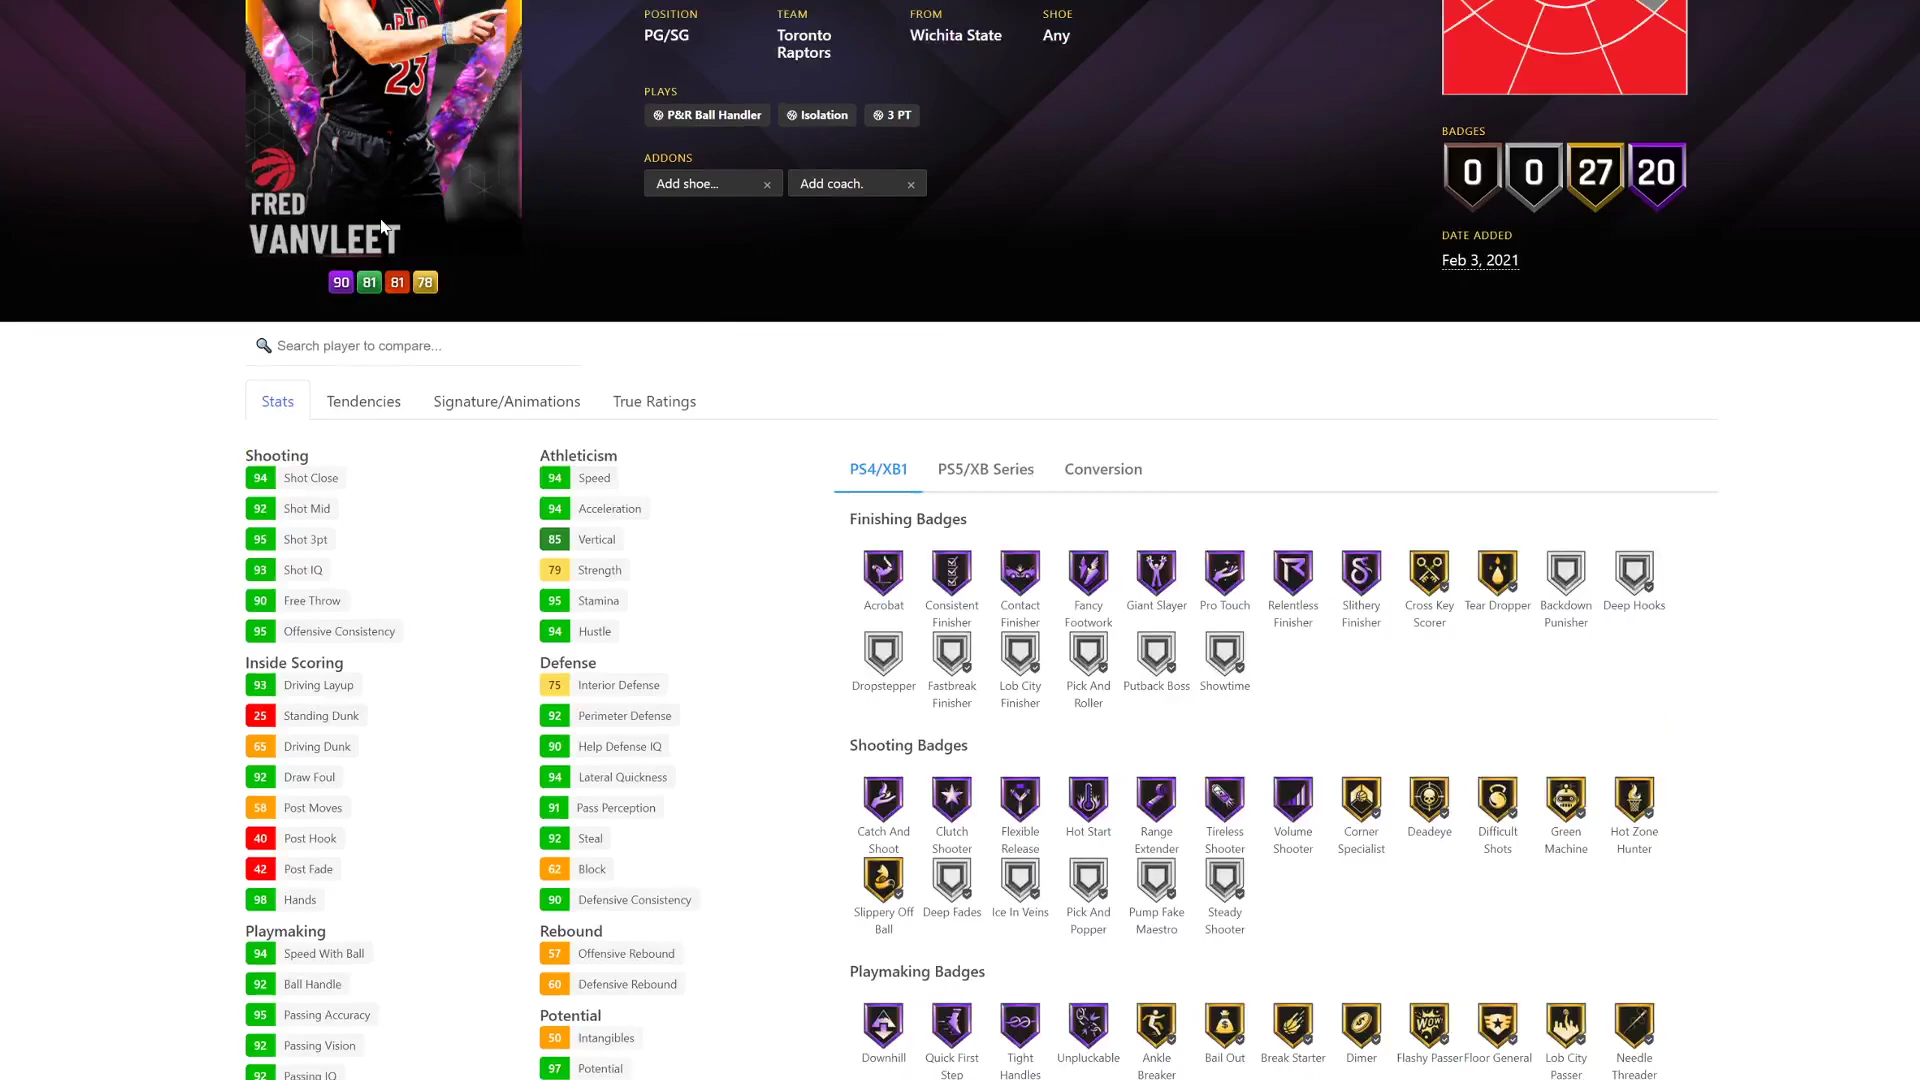 POSITION
PG/SG
TEAM
Toronto
Raptors
FROM
Wichita State
SHOE
Any
PLAYS
P&R Ball Handler
Isolation
3 PT
ADDONS
Add shoe... ×
Add coach. ×
23
FRED
VANVLEET
90 81 81 78
BADGES
0 0 27 20
DATE ADDED
Feb 3, 2021
Search player to compare...
Stats
Tendencies
Signature/Animations
True Ratings
Shooting
94 Shot Close
92 Shot Mid
95 Shot 3pt
93 Shot IQ
90 Free Throw
95 Offensive Consistency
Inside Scoring
93 Driving Layup
25 Standing Dunk
65 Driving Dunk
92 Draw Foul
58 Post Moves
40 Post Hook
42 Post Fade
98 Hands
Playmaking
94 Speed With Ball
92 Ball Handle
95 Passing Accuracy
92 Passing Vision
92 Passing IQ
Athleticism
94 Speed
94 Acceleration
85 Vertical
79 Strength
95 Stamina
94 Hustle
Defense
75 Interior Defense
92 Perimeter Defense
90 Help Defense IQ
94 Lateral Quickness
91 Pass Perception
92 Steal
62 Block
90 Defensive Consistency
Rebound
57 Offensive Rebound
60 Defensive Rebound
Potential
50 Intangibles
97 Potential
PS4/XB1
PS5/XB Series
Conversion
Finishing Badges
Acrobat
Consistent
Finisher
Contact
Finisher
Fancy
Footwork
Giant Slayer
Pro Touch
Relentless
Finisher
Slithery
Finisher
Cross Key
Scorer
Tear Dropper
Backdown
Punisher
Deep Hooks
Dropstepper
Fastbreak
Finisher
Lob City
Finisher
Pick And
Roller
Putback Boss
Showtime
Shooting Badges
Catch And
Shoot
Clutch
Shooter
Flexible
Release
Hot Start
Range
Extender
Tireless
Shooter
Volume
Shooter
Corner
Specialist
Deadeye
Difficult
Shots
Green
Machine
Hot Zone
Hunter
Slippery Off
Ball
Deep Fades
Ice In Veins
Pick And
Popper
Pump Fake
Maestro
Steady
Shooter
Playmaking Badges
Downhill
Quick First
Step
Tight
Handles
Unpluckable
Ankle
Breaker
Bail Out
Break Starter
Dimer
WOW
Flashy Passer
Floor General
Lob City
Passer
Needle
Threader